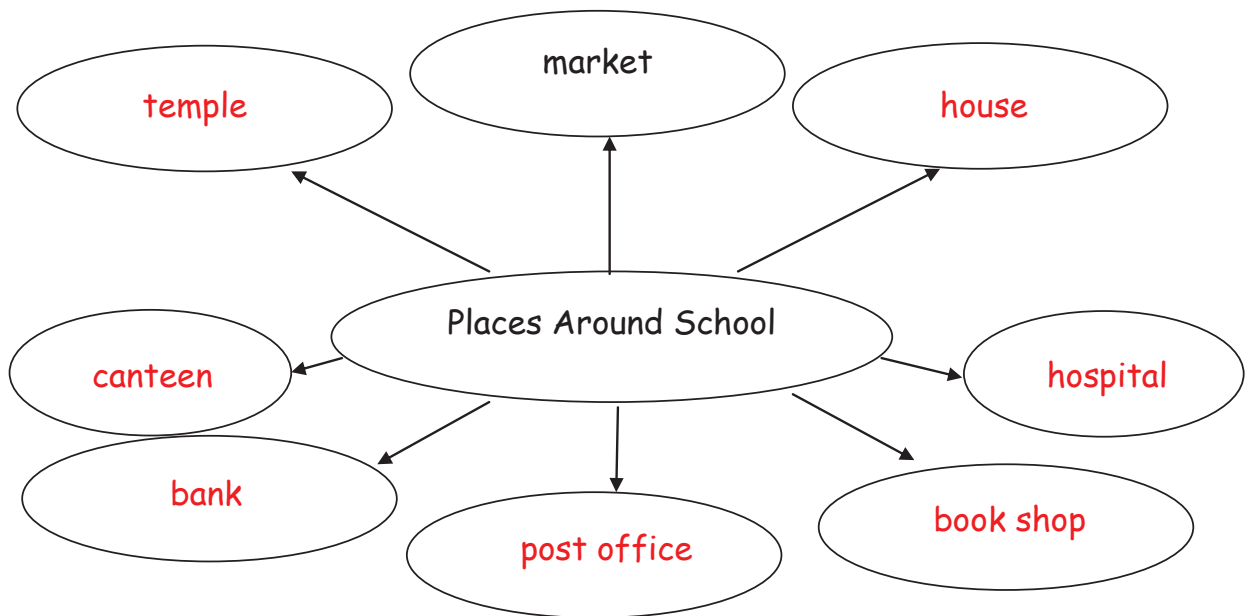 market
temple
house
Places Around School
canteen
hospital
bank
book shop
post office